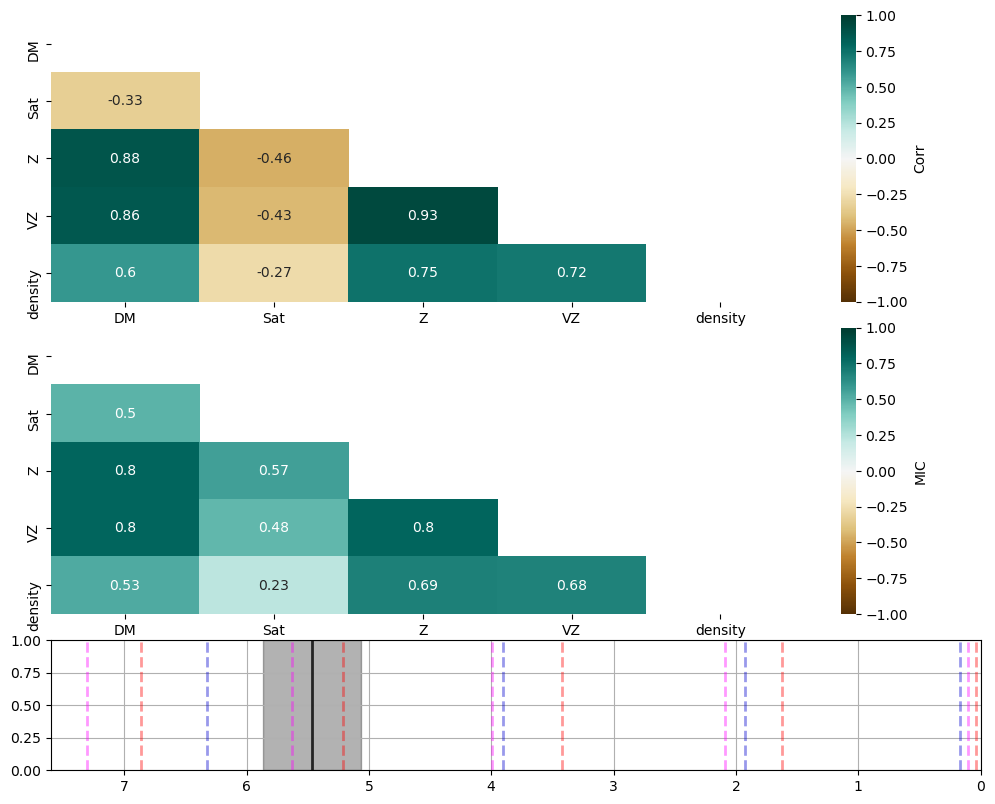 1.00
DM
0.75
Sat
-0.33
0.50
0.25
Z
0.88
-0.46
0.00
Corr
−0.25
VZ
0.86
-0.43
0.93
−0.50
density
0.6
-0.27
0.75
0.72
−0.75
−1.00
DM
Sat
Z
VZ
density
1.00
DM
0.75
Sat
0.5
0.50
0.25
Z
0.8
0.57
0.00
MIC
−0.25
VZ
0.8
0.48
0.8
−0.50
density
0.53
0.23
0.69
0.68
−0.75
−1.00
DM
Sat
Z
VZ
density
1.00
0.75
0.50
0.25
0.00
7
6
5
4
3
2
1
0